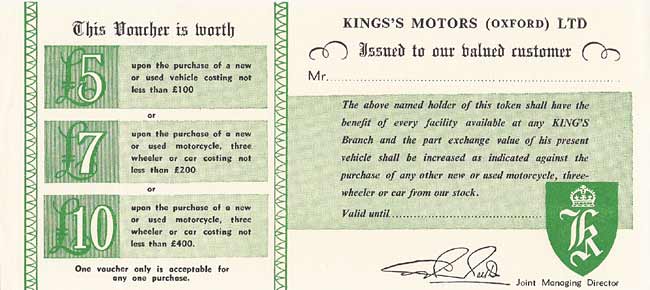 This Voucher is worth
£5
upon the purchase of a new
or used vehicle costing not
less than £100
or
£7
upon the purchase of a new
or used motorcycle, three
wheeler or car costing not
less than £200
or
£10
upon the purchase of a new
or used motorcycle, three
wheeler or car costing not
less than £400.
One voucher only is acceptable for
any one purchase.
KINGS'S MOTORS (OXFORD) LTD
Issued to our valued customer
Mr.
The above named holder of this token shall have the
benefit of every facility available at any KING'S
Branch and the part exchange value of his present
vehicle shall be increased as indicated against the
purchase of any other new or used motorcycle, three-
wheeler or car from our stock.
Valid until
K
Joint Managing Director